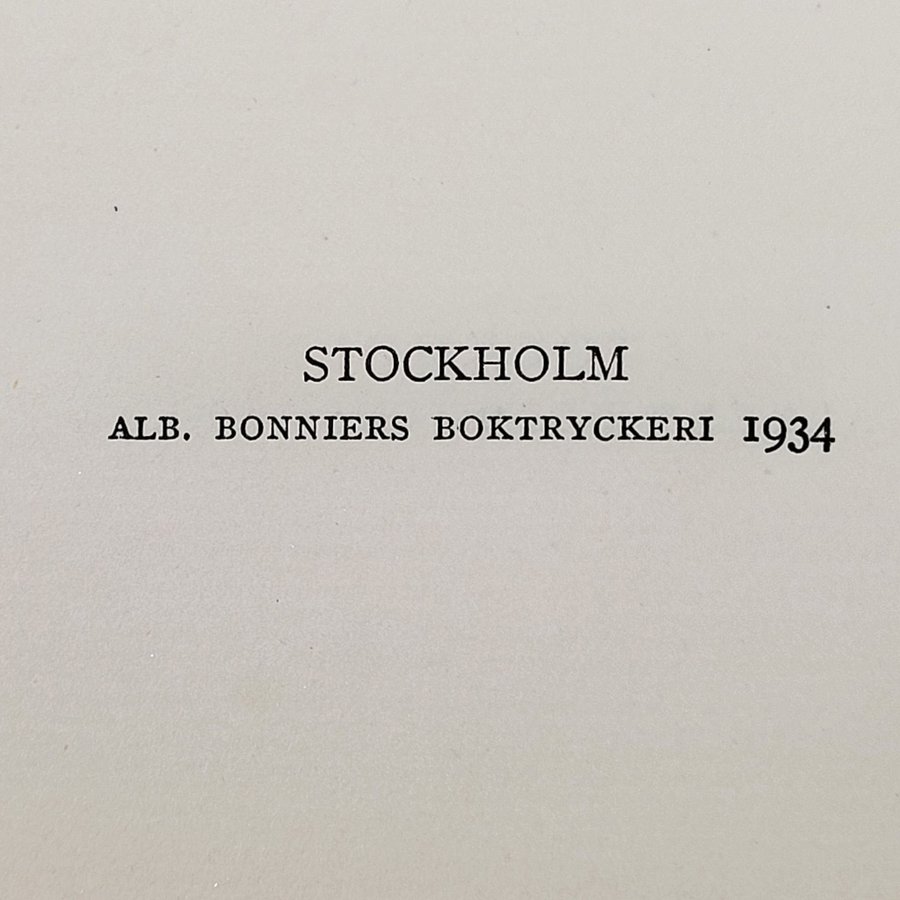 STOCKHOLM
ALB. BONNIERS BOKTRYCKERI 1934